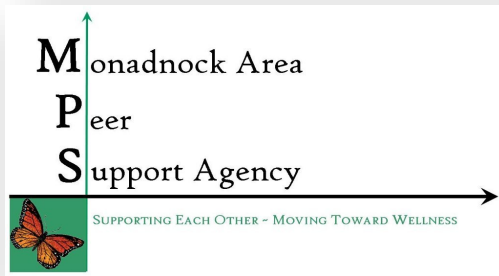 Monadnock Area
Peer
Support Agency
SUPPORTING EACH OTHER ~ MOVING TOWARD WELLNESS